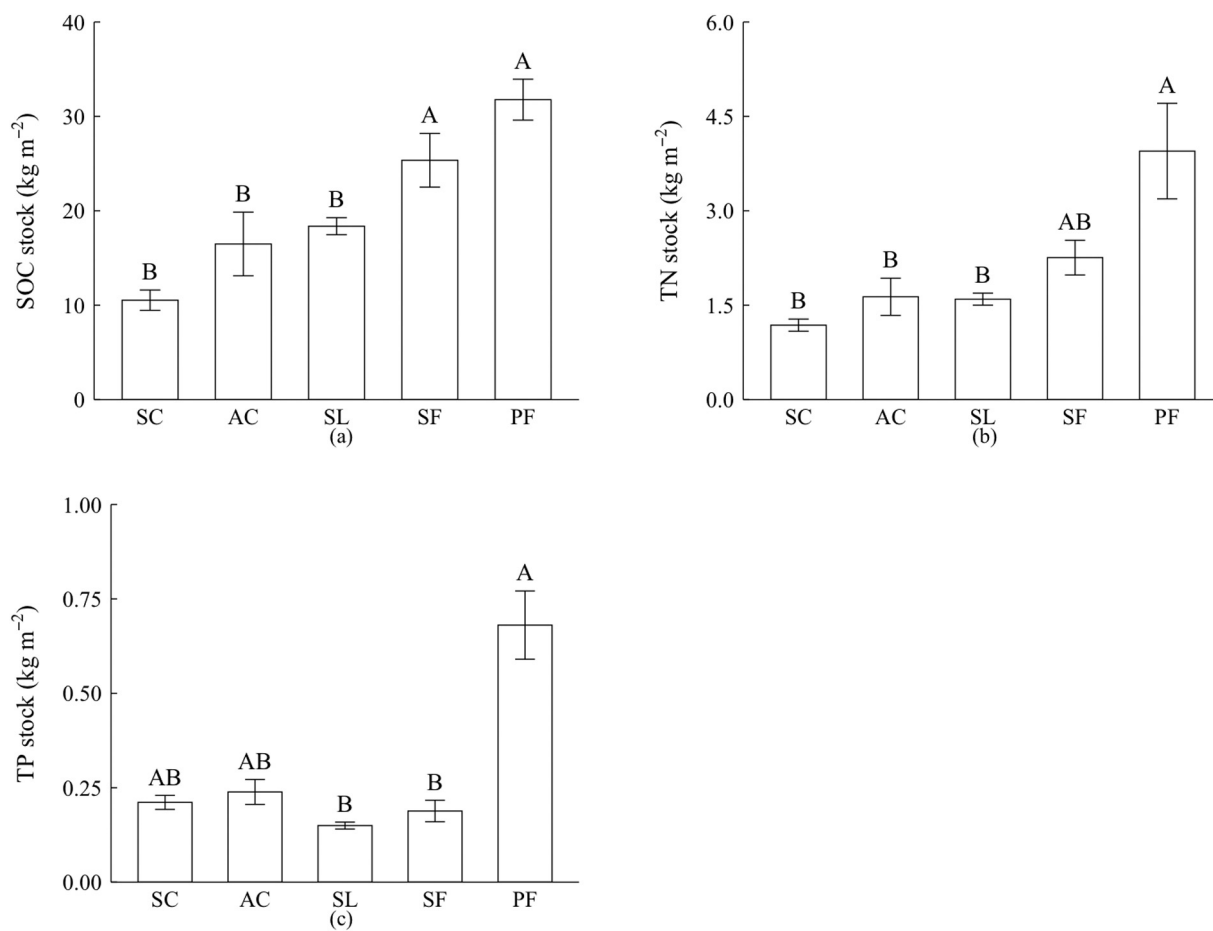 SOC stock (kg m⁻²)
40
30
20
10
0
B
B
B
A
A
SC AC SL SF PF
(a)
TN stock (kg m⁻²)
6.0
4.5
3.0
1.5
0.0
B
B
B
AB
A
SC AC SL SF PF
(b)
TP stock (kg m⁻²)
1.00
0.75
0.50
0.25
0.00
AB
AB
B
B
A
SC AC SL SF PF
(c)